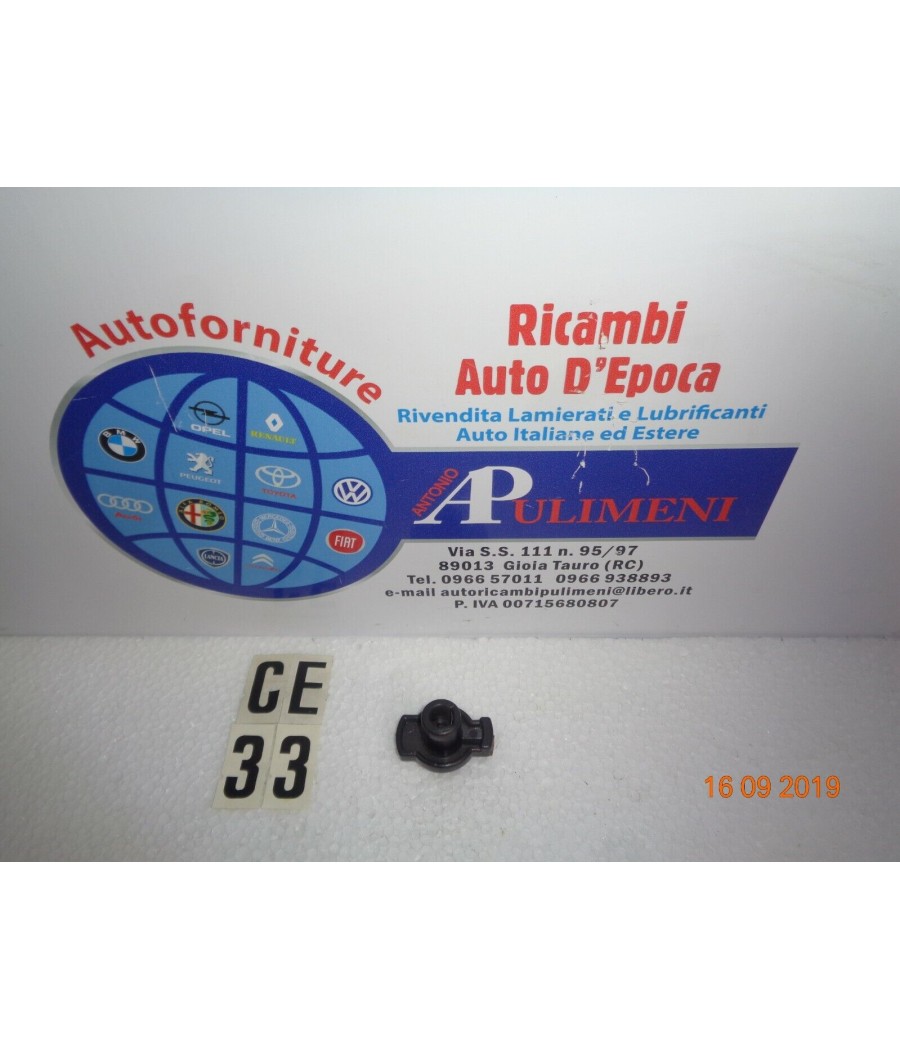 Autoforniture
Ricambi
Auto D'Epoca
Rivendita Lamierati e Lubrificanti
Auto Italiane ed Estere
BMW
OPEL
RENAULT
PEUGEOT
TOYOTA
Audi
FIAT
ANTONIO
APULIMENI
Via S.S. 111 n. 95/97
89013 Gioia Tauro (RC)
Tel. 0966 57011 0966 938893
e-mail autoricambipulimeni@libero.it
P. IVA 00715680807
CE
33
16 09 2019